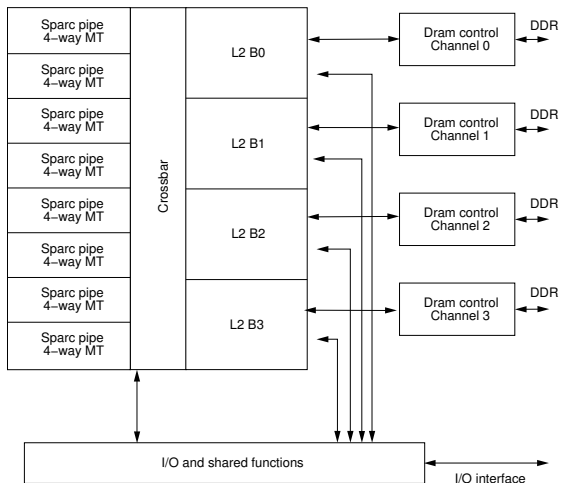 Sparc pipe
4−way MT
Sparc pipe
4−way MT
Sparc pipe
4−way MT
Sparc pipe
4−way MT
Sparc pipe
4−way MT
Sparc pipe
4−way MT
Sparc pipe
4−way MT
Sparc pipe
4−way MT
Crossbar
L2 B0
L2 B1
L2 B2
L2 B3
Dram control
Channel 0
DDR
Dram control
Channel 1
DDR
Dram control
Channel 2
DDR
Dram control
Channel 3
DDR
I/O and shared functions
I/O interface